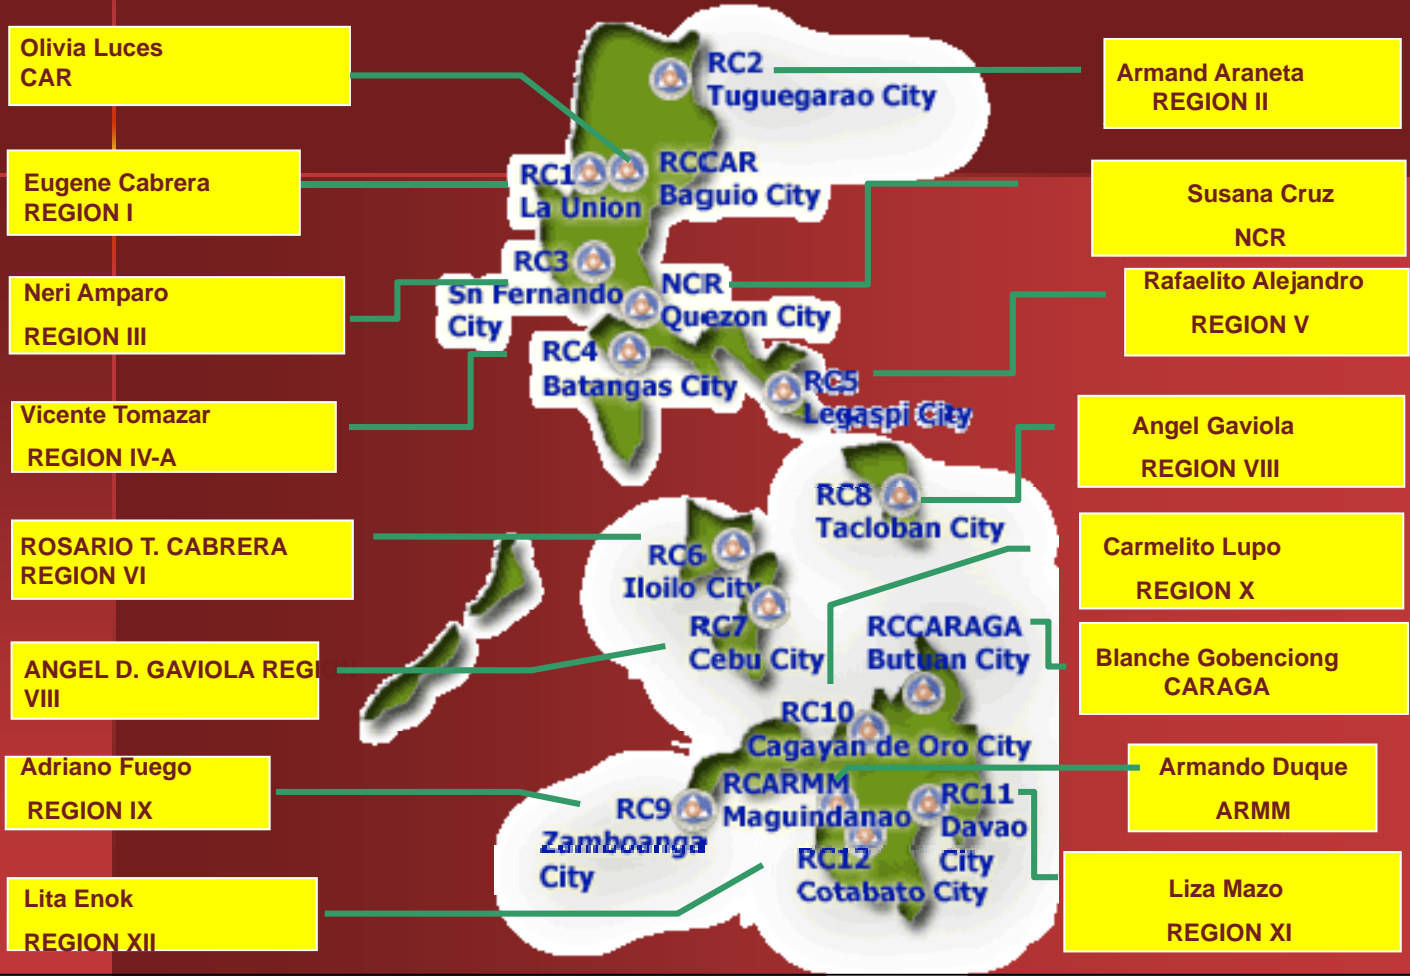 Olivia Luces
CAR
Eugene Cabrera
REGION I
Neri Amparo
REGION III
Vicente Tomazar
REGION IV-A
ROSARIO T. CABRERA
REGION VI
ANGEL D. GAVIOLA REGION
VIII
Adriano Fuego
REGION IX
Lita Enok
REGION XII
RC2
Tuguegarao City
RC1
La Union
RCCAR
Baguio City
RC3
Sn Fernando
City
NCR
Quezon City
RC4
Batangas City
RC5
Legaspi City
RC8
Tacloban City
RC6
Iloilo City
RC7
Cebu City
RCCARAGA
Butuan City
RC10
Cagayan de Oro City
RCARMM
Maguindanao
RC9
Zamboanga
City
RC11
Davao
City
RC12
Cotabato City
Armand Araneta
REGION II
Susana Cruz
NCR
Rafaelito Alejandro
REGION V
Angel Gaviola
REGION VIII
Carmelito Lupo
REGION X
Blanche Gobenciong
CARAGA
Armando Duque
ARMM
Liza Mazo
REGION XI